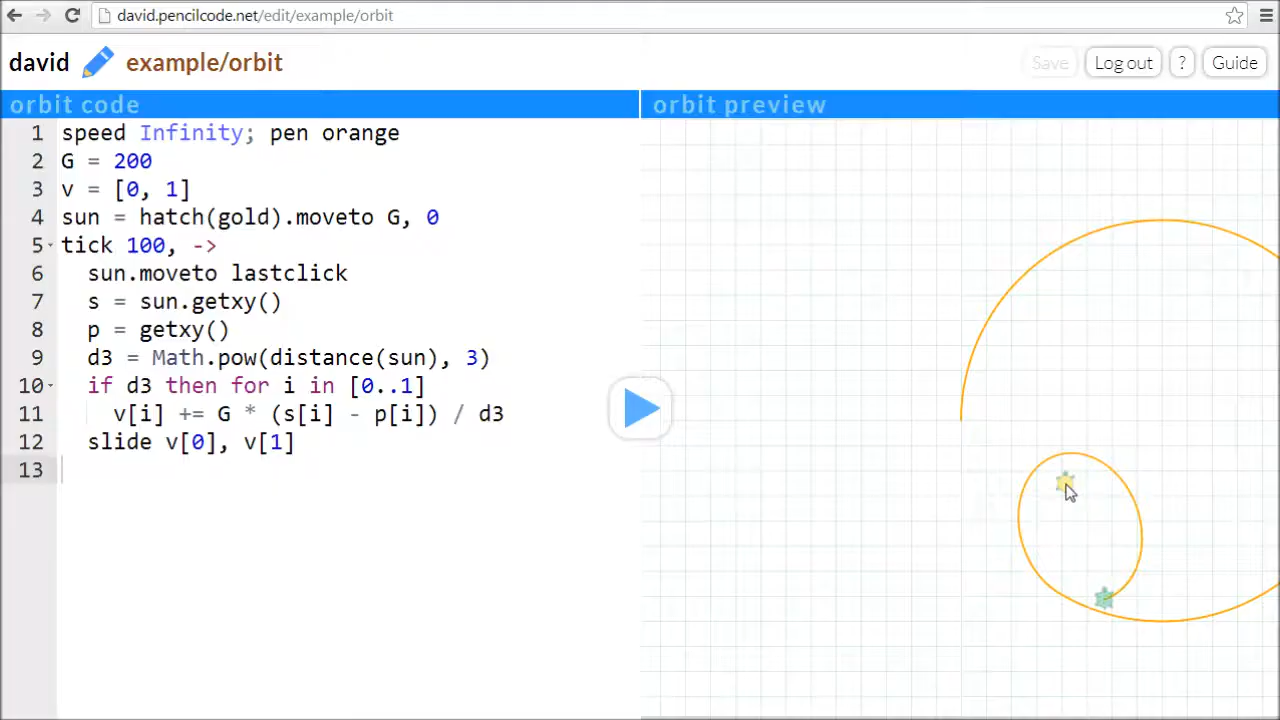 david.pencilcode.net/edit/example/orbit
david example/orbit Save Log out ? Guide
orbit code orbit preview
1 speed Infinity; pen orange
2 G = 200
3 v = [0, 1]
4 sun = hatch(gold).moveto G, 0
5 tick 100, ->
6 sun.moveto lastclick
7 s = sun.getxy()
8 p = getxy()
9 d3 = Math.pow(distance(sun), 3)
10 if d3 then for i in [0..1]
11 v[i] += G * (s[i] - p[i]) / d3
12 slide v[0], v[1]
13